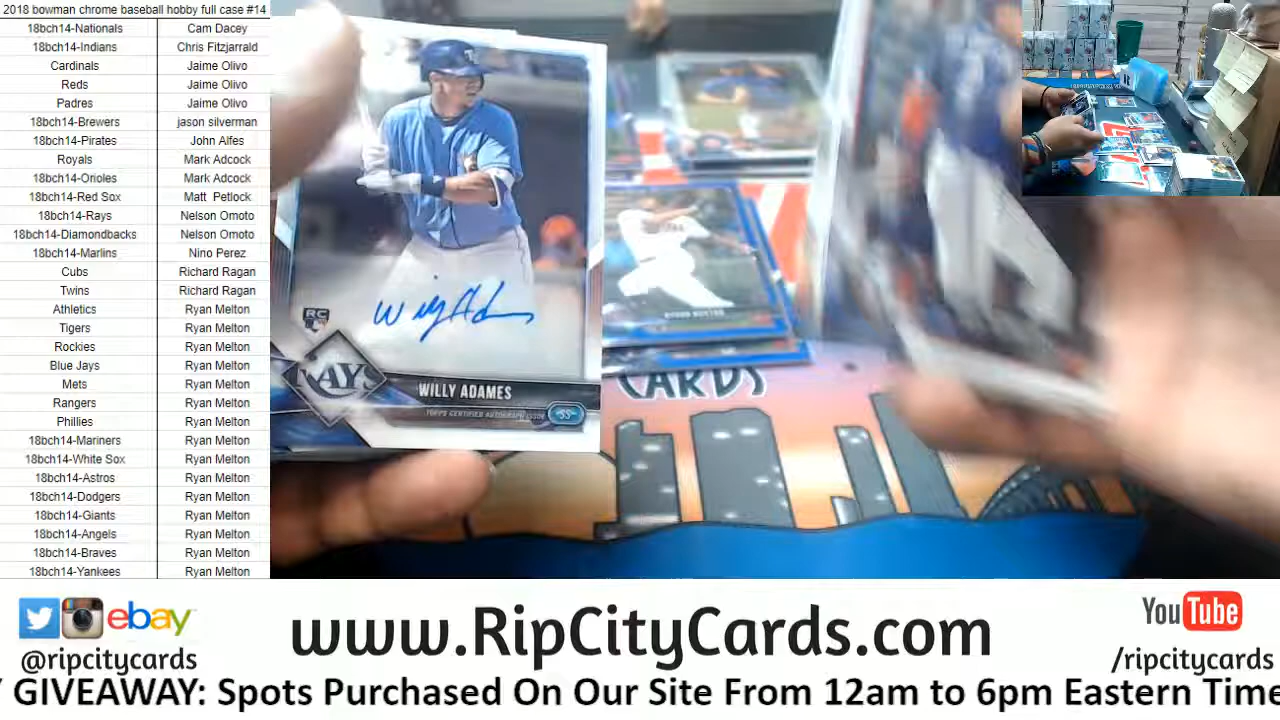 2018 bowman chrome baseball hobby full case #14
18bch14-Nationals Cam Dacey
18bch14-Indians Chris Fitzjarrald
Cardinals Jaime Olivo
Reds Jaime Olivo
Padres Jaime Olivo
18bch14-Brewers jason silverman
18bch14-Pirates John Alfes
Royals Mark Adcock
18bch14-Orioles Mark Adcock
18bch14-Red Sox Matt Petlock
18bch14-Rays Nelson Omoto
18bch14-Diamondbacks Nelson Omoto
18bch14-Marlins Nino Perez
Cubs Richard Ragan
Twins Richard Ragan
Athletics Ryan Melton
Tigers Ryan Melton
Rockies Ryan Melton
Blue Jays Ryan Melton
Mets Ryan Melton
Rangers Ryan Melton
Phillies Ryan Melton
18bch14-Mariners Ryan Melton
18bch14-White Sox Ryan Melton
18bch14-Astros Ryan Melton
18bch14-Dodgers Ryan Melton
18bch14-Giants Ryan Melton
18bch14-Angels Ryan Melton
18bch14-Braves Ryan Melton
18bch14-Yankees Ryan Melton
RC
RAYS
WILLY ADAMES
TOPPS CERTIFIED AUTOGRAPH ISSUE
SS
CARDS
ebay
@ripcitycards
www.RipCityCards.com
YouTube
/ripcitycards
Y GIVEAWAY: Spots Purchased On Our Site From 12am to 6pm Eastern Time